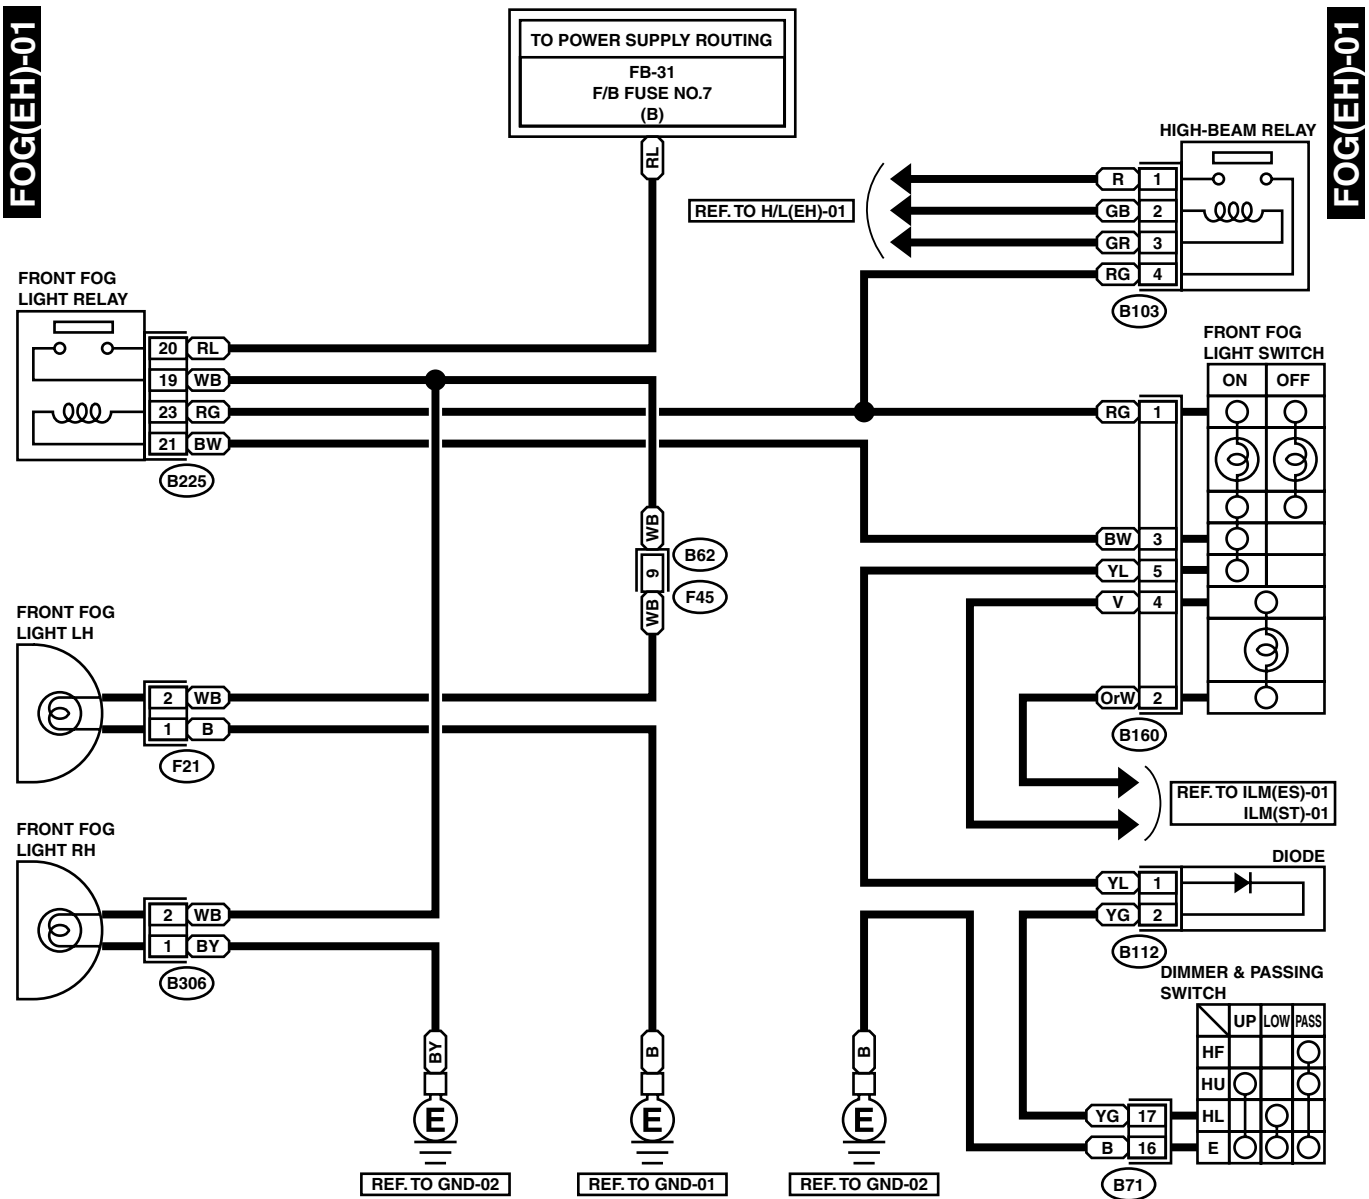 FOG(EH)-01
FOG(EH)-01
TO POWER SUPPLY ROUTING
FB-31
F/B FUSE NO.7
(B)
RL
HIGH-BEAM RELAY
R 1
GB 2
GR 3
RG 4
B103
REF. TO H/L(EH)-01
FRONT FOG
LIGHT RELAY
20 RL
19 WB
23 RG
21 BW
B225
FRONT FOG
LIGHT SWITCH
ON OFF
RG 1
BW 3
YL 5
V 4
OrW 2
B160
WB
B62
9
F45
WB
FRONT FOG
LIGHT LH
2 WB
1 B
F21
REF. TO ILM(ES)-01
ILM(ST)-01
FRONT FOG
LIGHT RH
2 WB
1 BY
B306
DIODE
YL 1
YG 2
B112
DIMMER & PASSING
SWITCH
UP LOW PASS
HF
HU
HL
E
YG 17
B 16
B71
BY
E
REF. TO GND-02
B
E
REF. TO GND-01
B
E
REF. TO GND-02